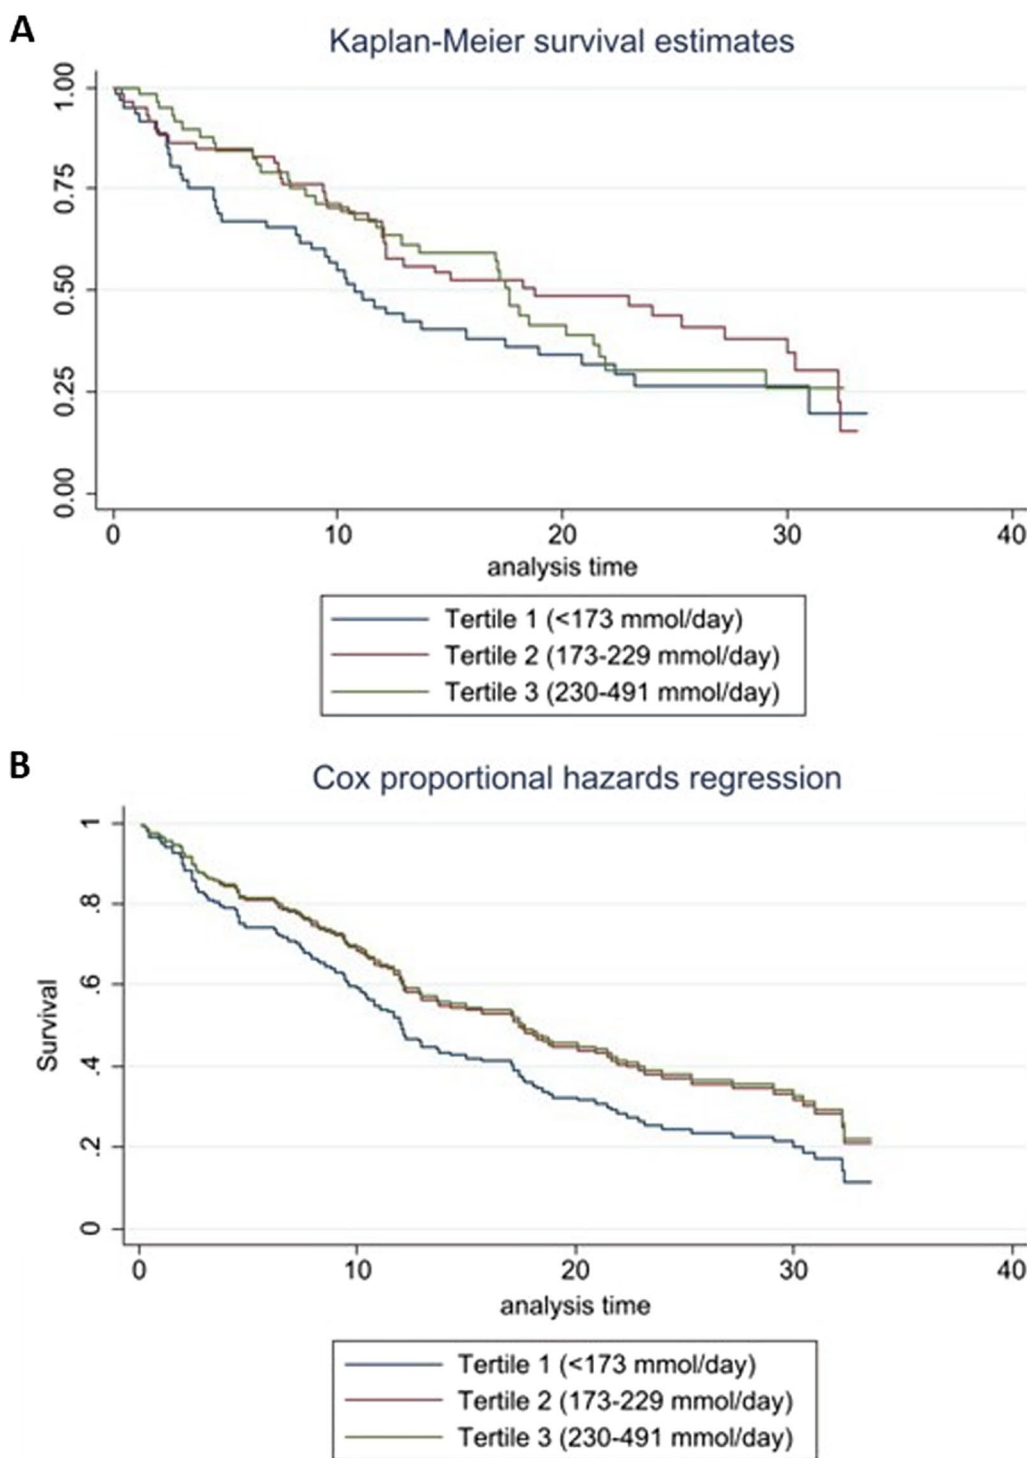 A
Kaplan-Meier survival estimates
1.00
0.75
0.50
0.25
0.00
0 10 20 30 40
analysis time
Tertile 1 (<173 mmol/day)
Tertile 2 (173-229 mmol/day)
Tertile 3 (230-491 mmol/day)
B
Cox proportional hazards regression
Survival
1
.8
.6
.4
.2
0
0 10 20 30 40
analysis time
Tertile 1 (<173 mmol/day)
Tertile 2 (173-229 mmol/day)
Tertile 3 (230-491 mmol/day)